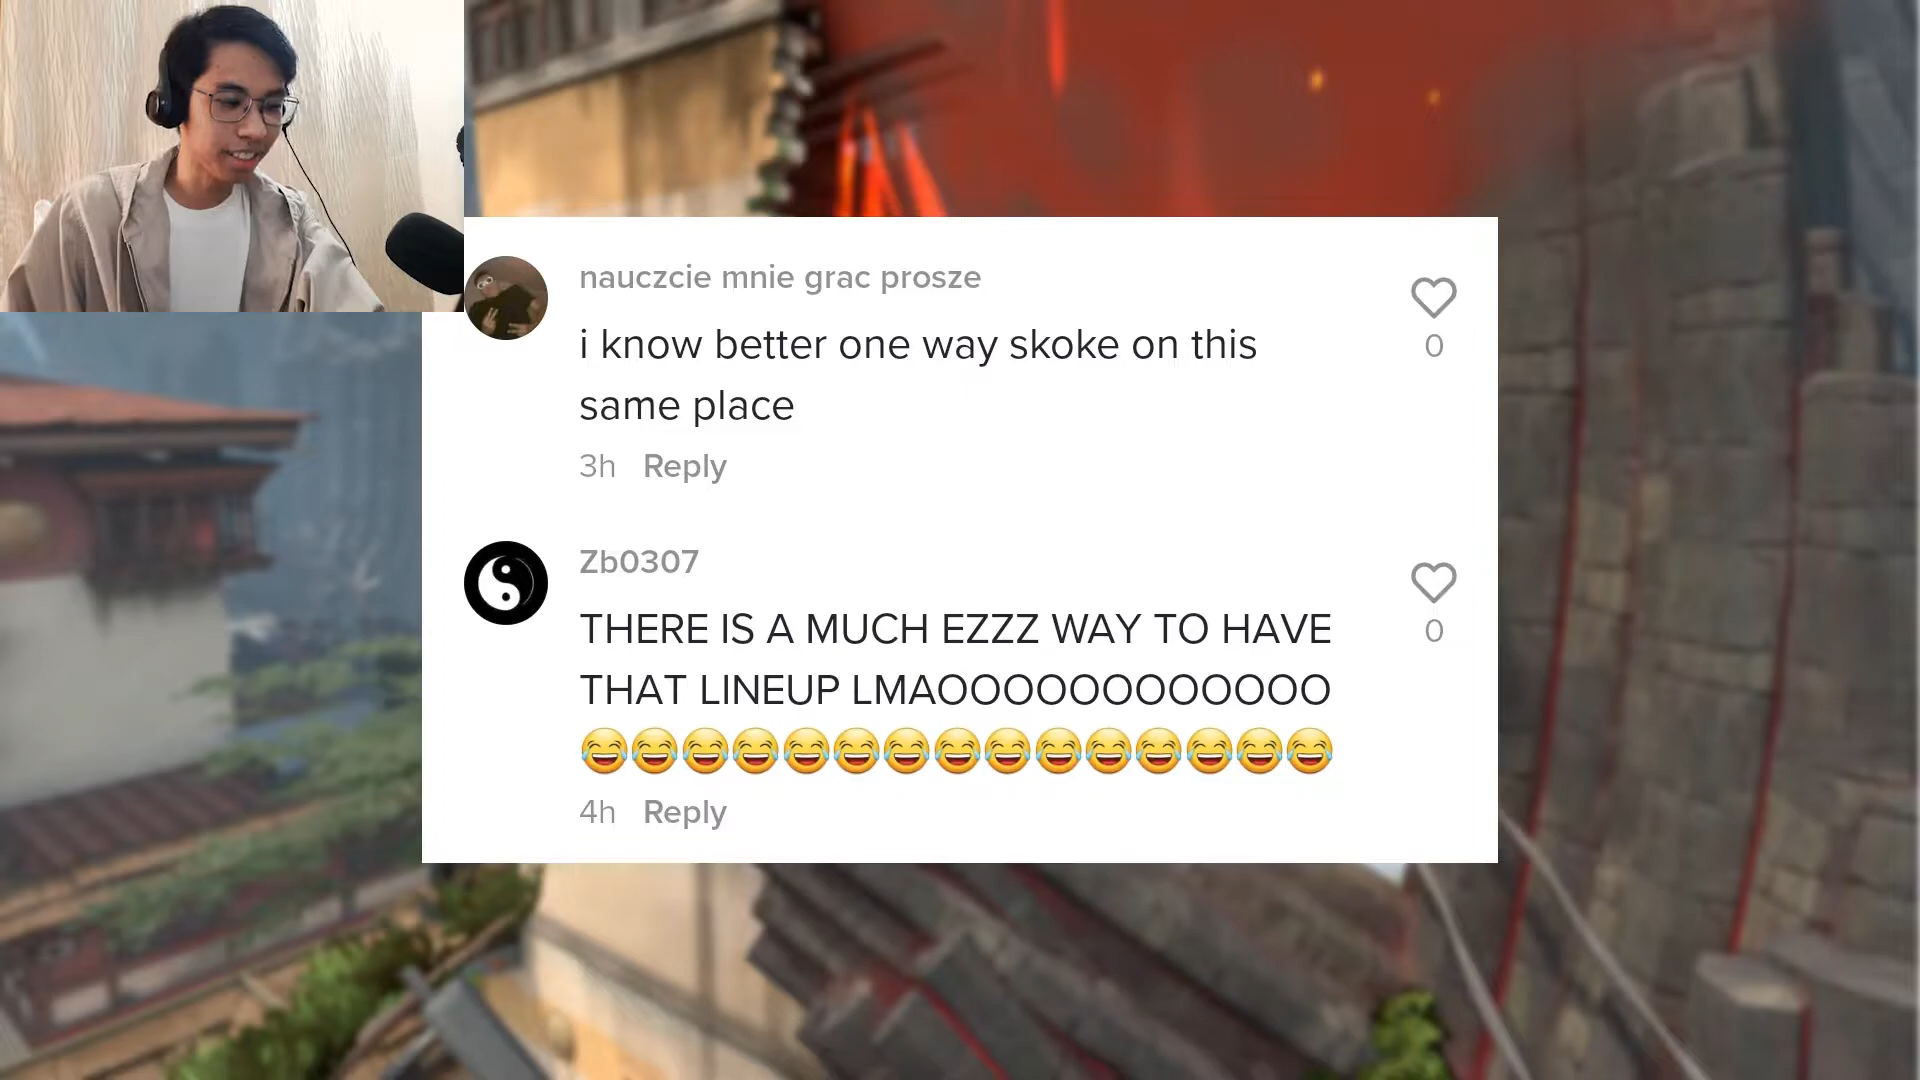 nauczcie mnie grac prosze
i know better one way skoke on this
same place
0
3h Reply
Zb0307
THERE IS A MUCH EZZZ WAY TO HAVE
THAT LINEUP LMAOOOOOOOOOOOO
😂😂😂😂😂😂😂😂😂😂😂😂😂😂😂
0
4h Reply